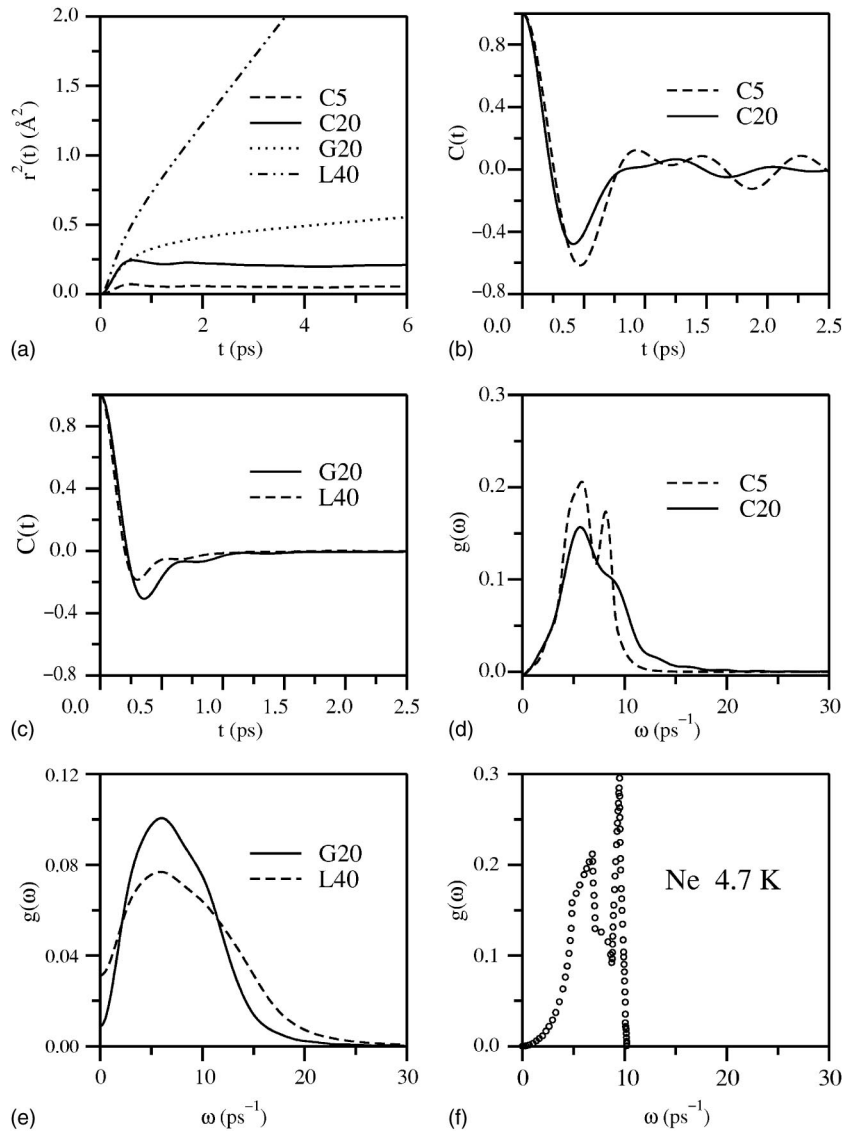 2.0
1.5
1.0
0.5
0.0
r²(t) (Å²)
C5
C20
G20
L40
0
2
4
6
(a)
t (ps)
0.8
0.4
0.0
−0.4
−0.8
C(t)
C5
C20
0.0
0.5
1.0
1.5
2.0
2.5
(b)
t (ps)
0.8
0.4
0.0
−0.4
−0.8
C(t)
G20
L40
0.0
0.5
1.0
1.5
2.0
2.5
(c)
t (ps)
0.3
0.2
0.1
0.0
g(ω)
C5
C20
0
10
20
30
(d)
ω (ps⁻¹)
0.12
0.08
0.04
0.00
g(ω)
G20
L40
0
10
20
30
(e)
ω (ps⁻¹)
0.3
0.2
0.1
0.0
g(ω)
Ne 4.7 K
0
10
20
30
(f)
ω (ps⁻¹)